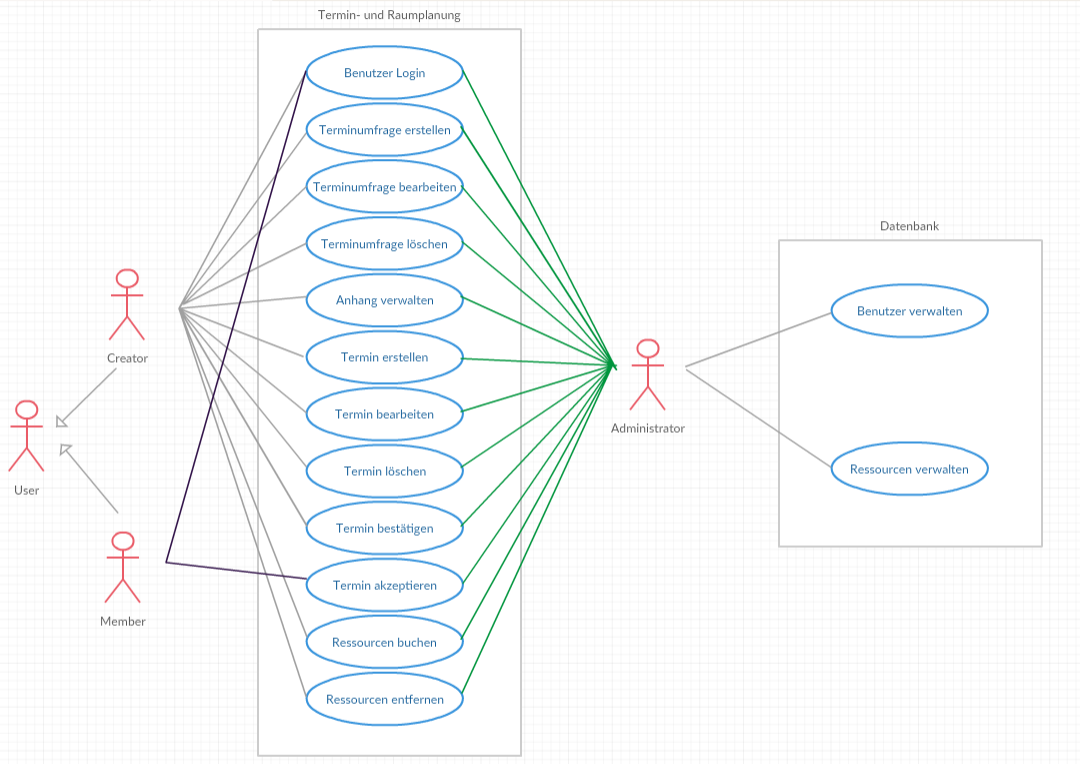 Termin- und Raumplanung
Benutzer Login
Terminumfrage erstellen
Terminumfrage bearbeiten
Terminumfrage löschen
Anhang verwalten
Termin erstellen
Termin bearbeiten
Termin löschen
Termin bestätigen
Termin akzeptieren
Ressourcen buchen
Ressourcen entfernen
Creator
User
Member
Administrator
Datenbank
Benutzer verwalten
Ressourcen verwalten